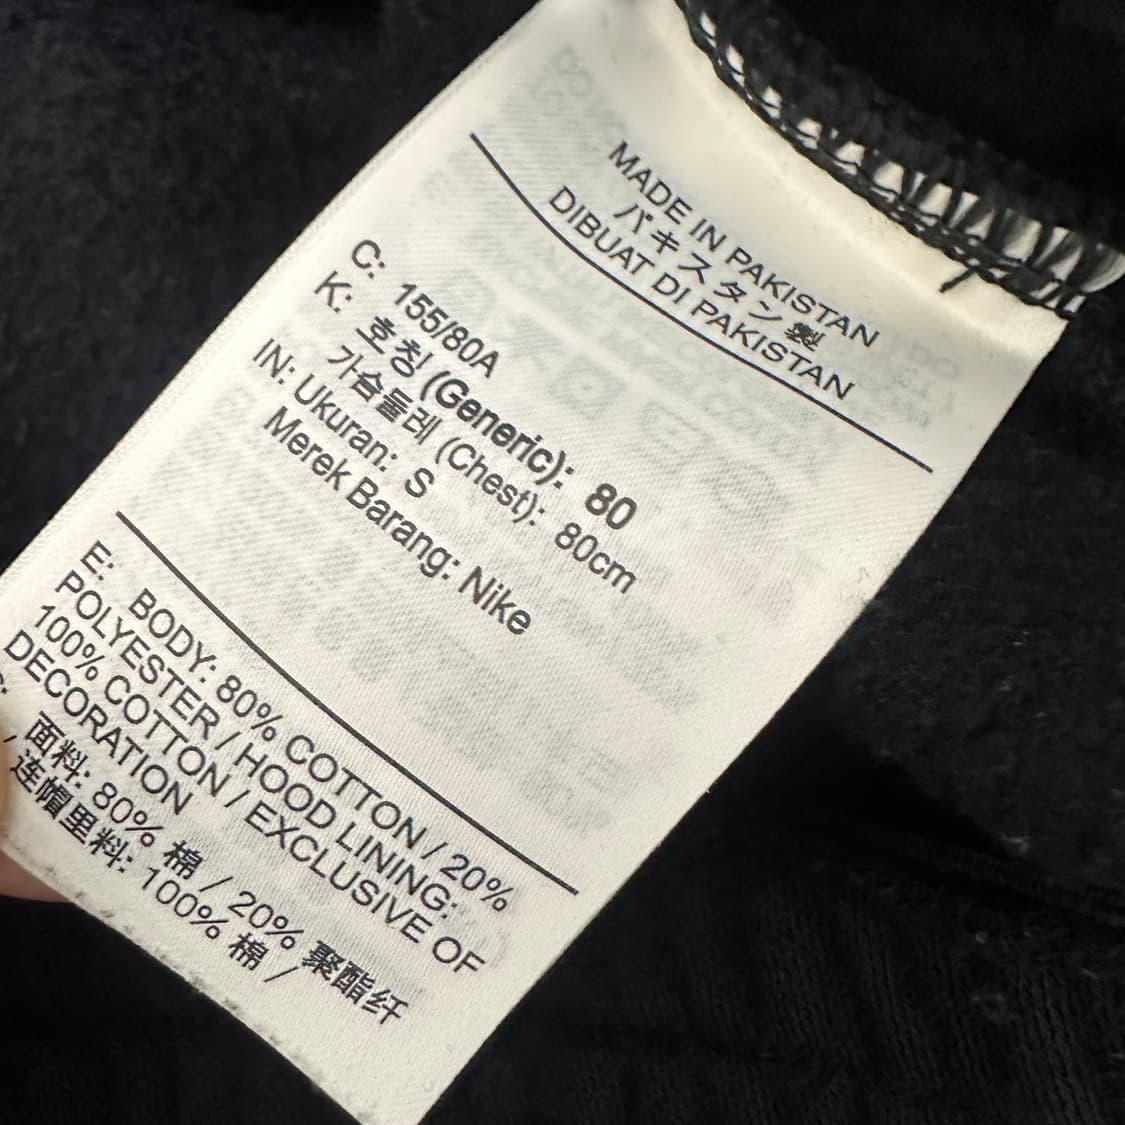 MADE IN PAKISTAN
パキスタン製
DIBUAT DI PAKISTAN
C: 155/80A
K: 호칭 (Generic): 80
가슴둘레 (Chest): 80cm
IN: Ukuran: S
Merek Barang: Nike
E: BODY: 80% COTTON / 20%
POLYESTER / HOOD LINING:
100% COTTON / EXCLUSIVE OF
DECORATION
面料: 80% 棉 / 20% 聚酯纤
/ 连帽里料: 100% 棉 /